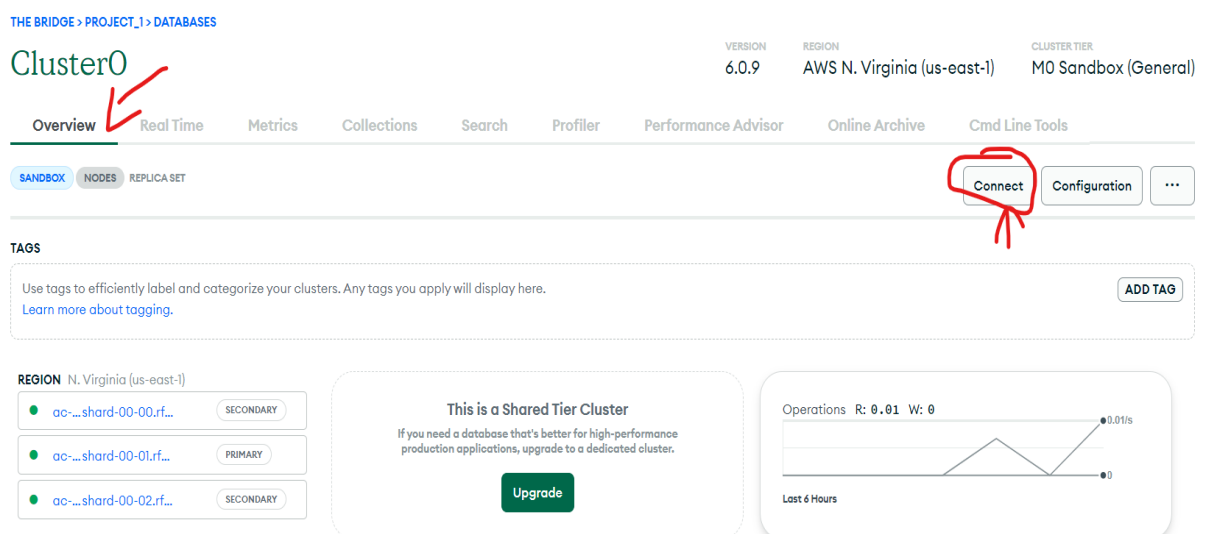 THE BRIDGE > PROJECT_1 > DATABASES
Cluster0
VERSION
6.0.9
REGION
AWS N. Virginia (us-east-1)
CLUSTER TIER
M0 Sandbox (General)
Overview Real Time Metrics Collections Search Profiler Performance Advisor Online Archive Cmd Line Tools
SANDBOX NODES REPLICA SET
Connect Configuration ...
TAGS
Use tags to efficiently label and categorize your clusters. Any tags you apply will display here.
Learn more about tagging.
ADD TAG
REGION N. Virginia (us-east-1)
ac-...shard-00-00.rf... SECONDARY
ac-...shard-00-01.rf... PRIMARY
ac-...shard-00-02.rf... SECONDARY
This is a Shared Tier Cluster
If you need a database that's better for high-performance
production applications, upgrade to a dedicated cluster.
Upgrade
Operations R: 0.01 W: 0
0.01/s
0
Last 6 Hours